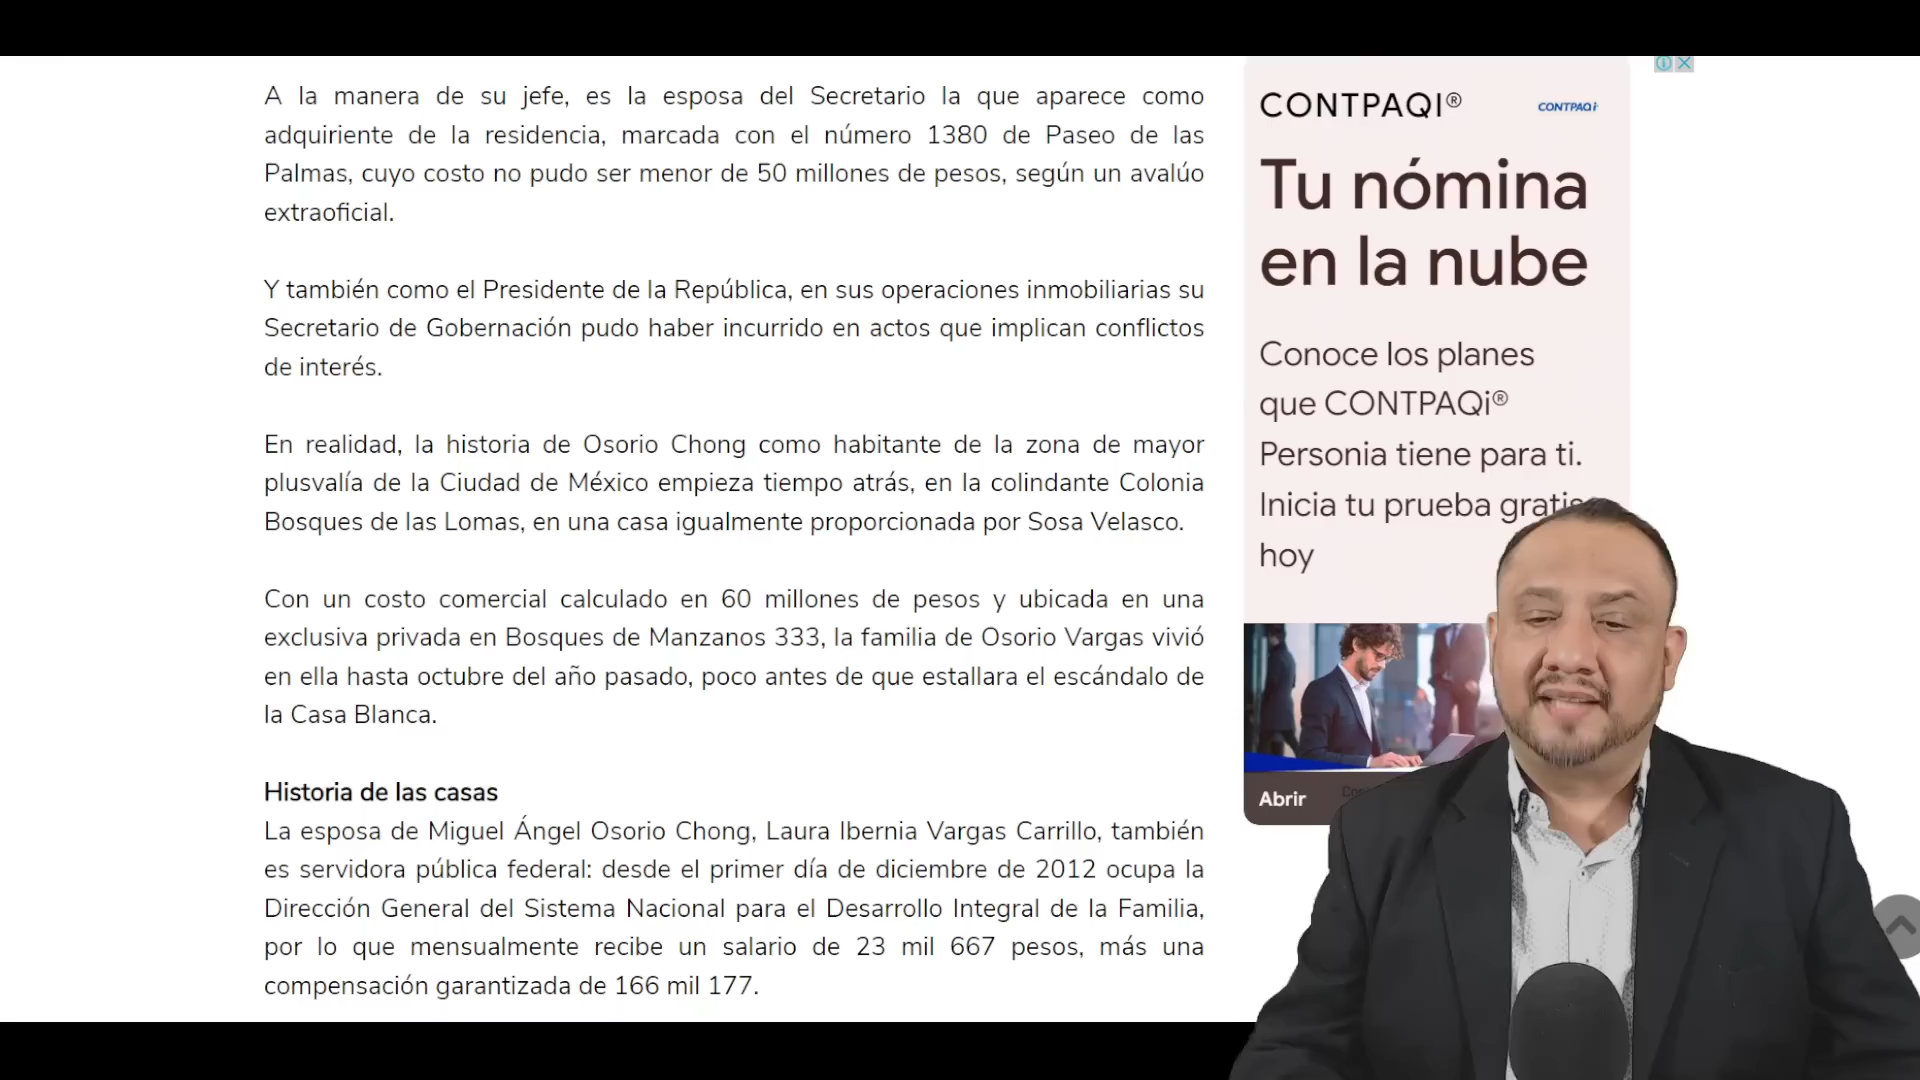 A la manera de su jefe, es la esposa del Secretario la que aparece como
adquiriente de la residencia, marcada con el número 1380 de Paseo de las
Palmas, cuyo costo no pudo ser menor de 50 millones de pesos, según un avalúo
extraoficial.
Y también como el Presidente de la República, en sus operaciones inmobiliarias su
Secretario de Gobernación pudo haber incurrido en actos que implican conflictos
de interés.
En realidad, la historia de Osorio Chong como habitante de la zona de mayor
plusvalía de la Ciudad de México empieza tiempo atrás, en la colindante Colonia
Bosques de las Lomas, en una casa igualmente proporcionada por Sosa Velasco.
Con un costo comercial calculado en 60 millones de pesos y ubicada en una
exclusiva privada en Bosques de Manzanos 333, la familia de Osorio Vargas vivió
en ella hasta octubre del año pasado, poco antes de que estallara el escándalo de
la Casa Blanca.
Historia de las casas
La esposa de Miguel Ángel Osorio Chong, Laura Ibernia Vargas Carrillo, también
es servidora pública federal: desde el primer día de diciembre de 2012 ocupa la
Dirección General del Sistema Nacional para el Desarrollo Integral de la Familia,
por lo que mensualmente recibe un salario de 23 mil 667 pesos, más una
compensación garantizada de 166 mil 177.
CONTPAQI®
CONTPAQi
Tu nómina
en la nube
Conoce los planes
que CONTPAQi®
Personia tiene para ti.
Inicia tu prueba gratis
hoy
Abrir